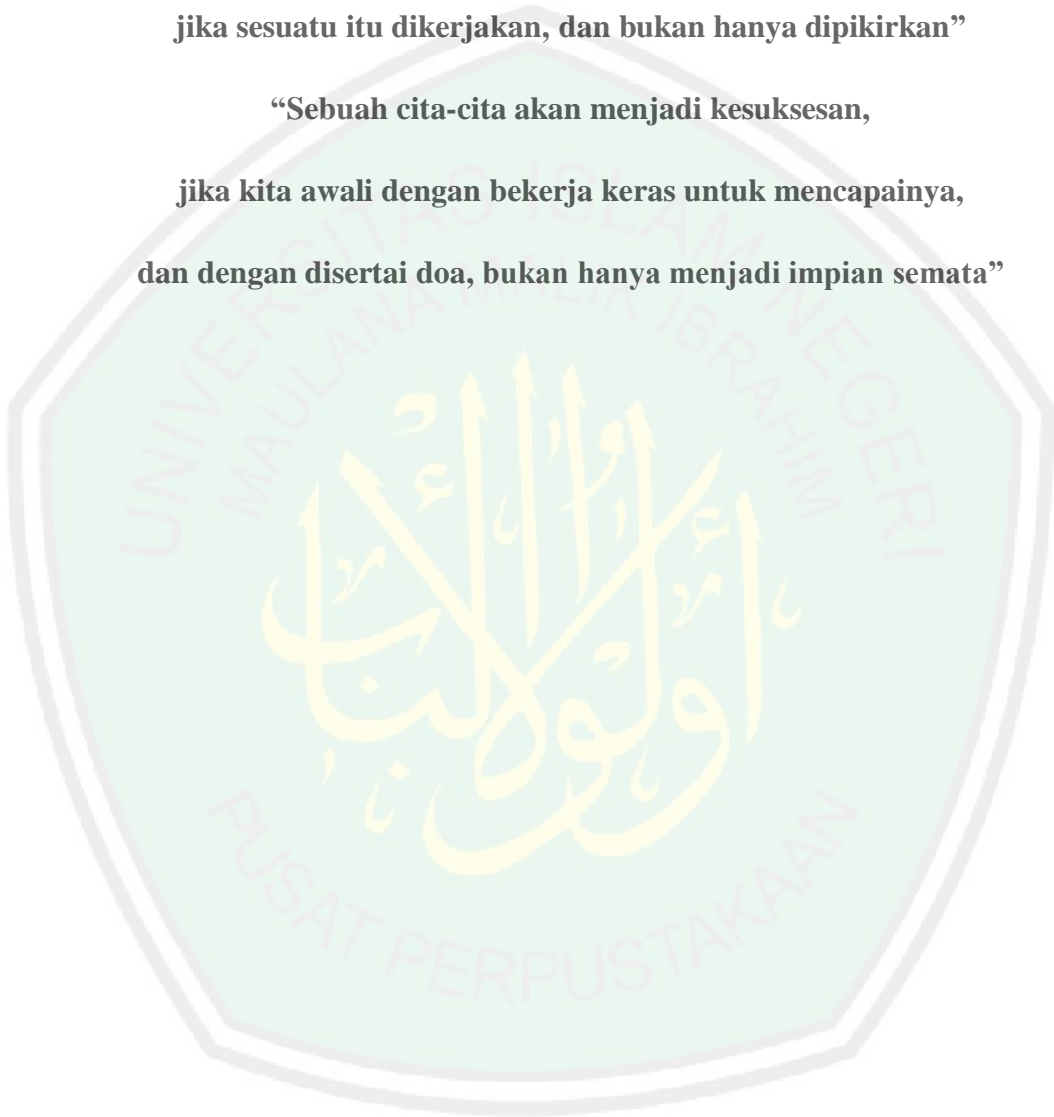 jika sesuatu itu dikerjakan, dan bukan hanya dipikirkan”
“Sebuah cita-cita akan menjadi kesuksesan,
jika kita awali dengan bekerja keras untuk mencapainya,
dan dengan disertai doa, bukan hanya menjadi impian semata”
UNIVERSITAS ISLAM NEGERI
MAULANA MALIK IBRAHIM
أولو الألباب
PUSAT PERPUSTAKAAN